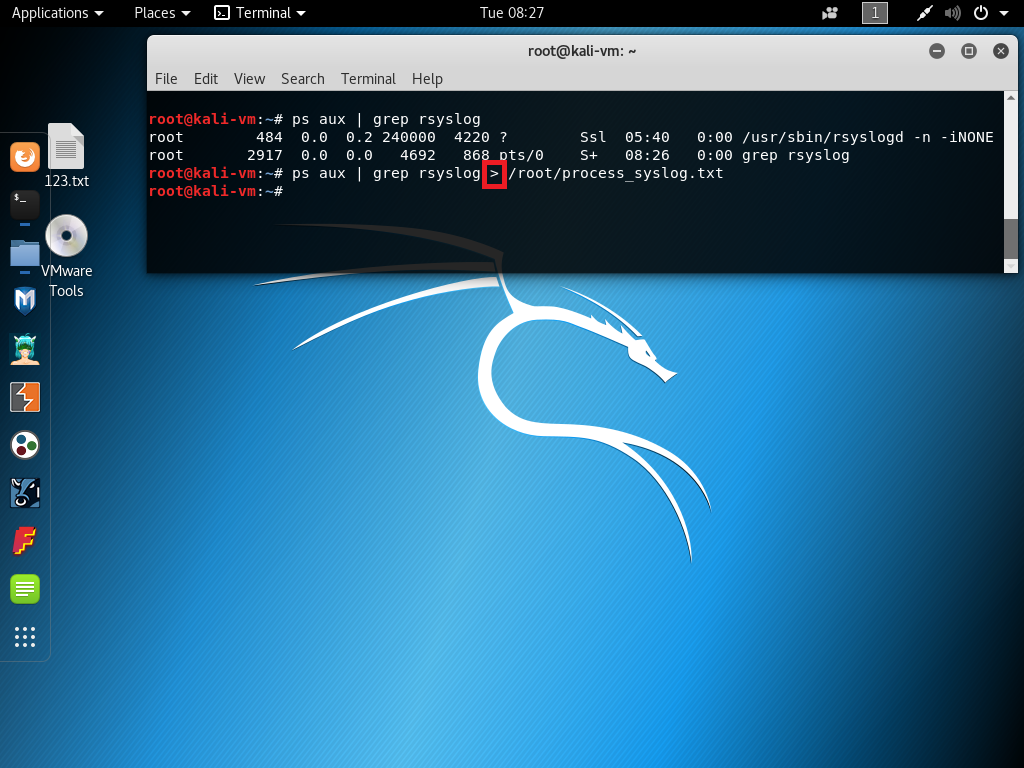 Applications Places Terminal Tue 08:27 1
root@kali-vm: ~
File Edit View Search Terminal Help
root@kali-vm:~# ps aux | grep rsyslog
root        484  0.0  0.2 240000  4220 ?        Ssl  05:40   0:00 /usr/sbin/rsyslogd -n -iNONE
root       2917  0.0  0.0   4692   868 pts/0    S+   08:26   0:00 grep rsyslog
root@kali-vm:~# ps aux | grep rsyslog > /root/process_syslog.txt
root@kali-vm:~#
123.txt
VMware
Tools